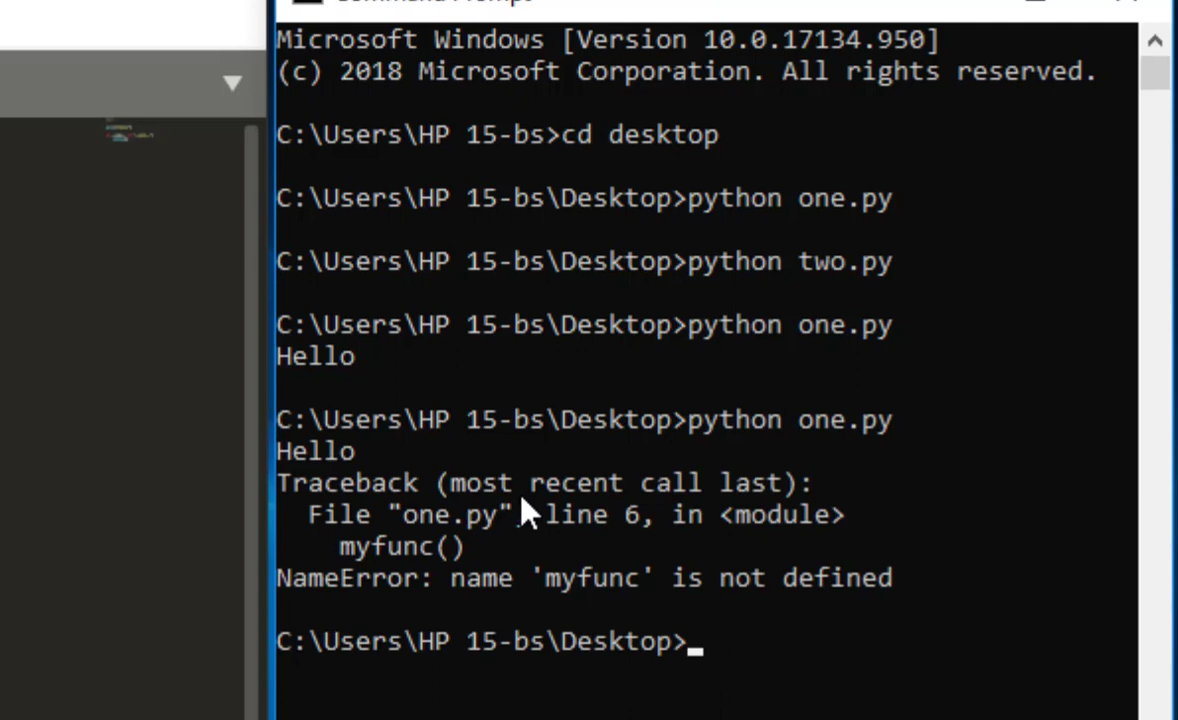 Microsoft Windows [Version 10.0.17134.950]
(c) 2018 Microsoft Corporation. All rights reserved.
C:\Users\HP 15-bs>cd desktop
C:\Users\HP 15-bs\Desktop>python one.py
C:\Users\HP 15-bs\Desktop>python two.py
C:\Users\HP 15-bs\Desktop>python one.py
Hello
C:\Users\HP 15-bs\Desktop>python one.py
Hello
Traceback (most recent call last):
  File "one.py", line 6, in <module>
    myfunc()
NameError: name 'myfunc' is not defined
C:\Users\HP 15-bs\Desktop>